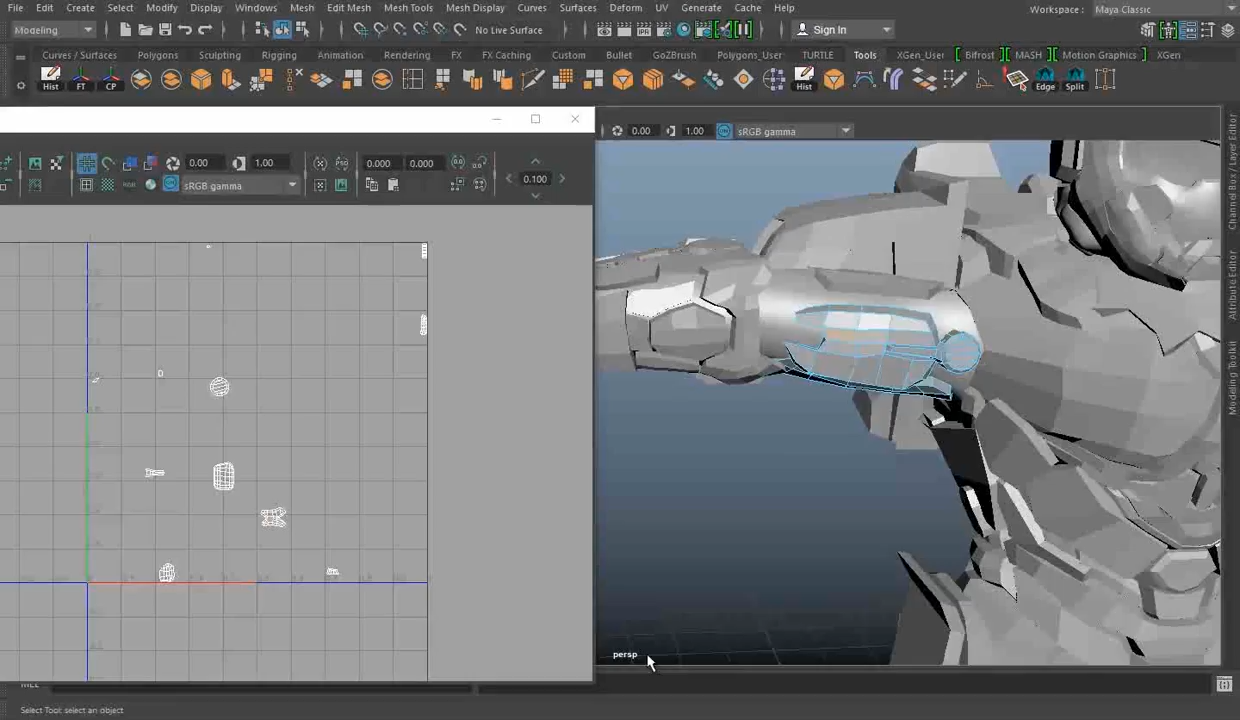 File Edit Create Select Modify Display Windows Mesh Edit Mesh Mesh Tools Mesh Display Curves Surfaces Deform UV Generate Cache Help Workspace : Maya Classic
Modeling No Live Surface Sign In
Curves / Surfaces Polygons Sculpting Rigging Animation Rendering FX FX Caching Custom Bullet GoZBrush Polygons_User TURTLE Tools XGen_User Bifrost MASH Motion Graphics XGen
Hist FT CP Hist Edge Split
0.00 1.00 sRGB gamma
0.00 1.00 0.000 0.000
sRGB gamma 0.100
Channel Box / Layer Editor
Attribute Editor
Modeling Toolkit
persp
Select Tool: select an object